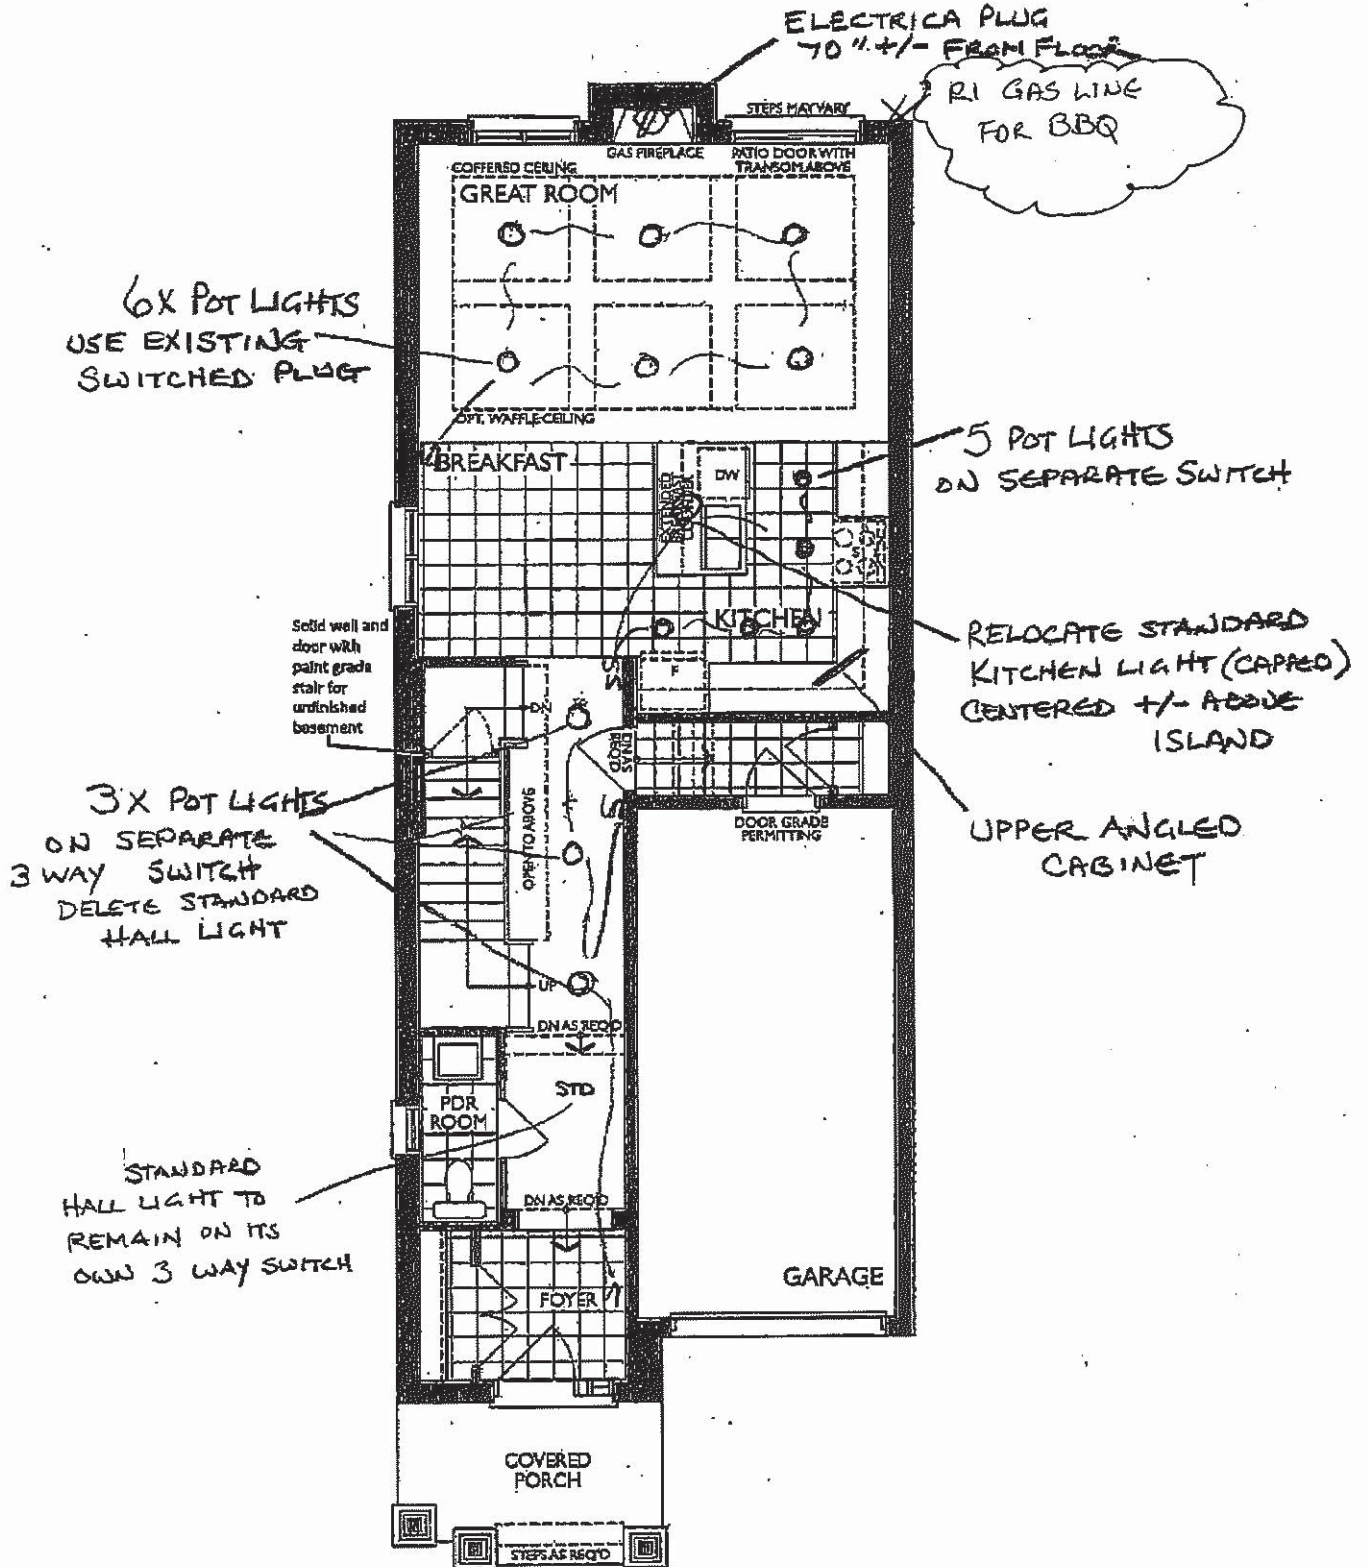 ELECTRICA PLUG
70" +/- FROM FLOOR
RI GAS LINE
FOR BBQ
STEPS MAY VARY
GAS FIREPLACE
PATIO DOOR WITH
TRANSOM ABOVE
COFFERED CEILING
GREAT ROOM
6X POT LIGHTS
USE EXISTING
SWITCHED PLUG
OPT. WAFFLE CEILING
BREAKFAST
DW
EXTENDED
BREAKFAST
5 POT LIGHTS
ON SEPARATE SWITCH
S
KITCHEN
F
RELOCATE STANDARD
KITCHEN LIGHT (CAPPED)
CENTERED +/- ABOVE
ISLAND
Solid wall and
door with
paint grade
stair for
unfinished
basement
DN
DN AS
REQ'D
3X POT LIGHTS
ON SEPARATE
3 WAY SWITCH
DELETE STANDARD
HALL LIGHT
OPEN TO ABOVE
DOOR GRADE
PERMITTING
UPPER ANGLED
CABINET
UP
DN AS REQ'D
STD
PDR
ROOM
STANDARD
HALL LIGHT TO
REMAIN ON ITS
OWN 3 WAY SWITCH
DN AS REQ'D
FOYER
GARAGE
COVERED
PORCH
STEPS AS REQ'D